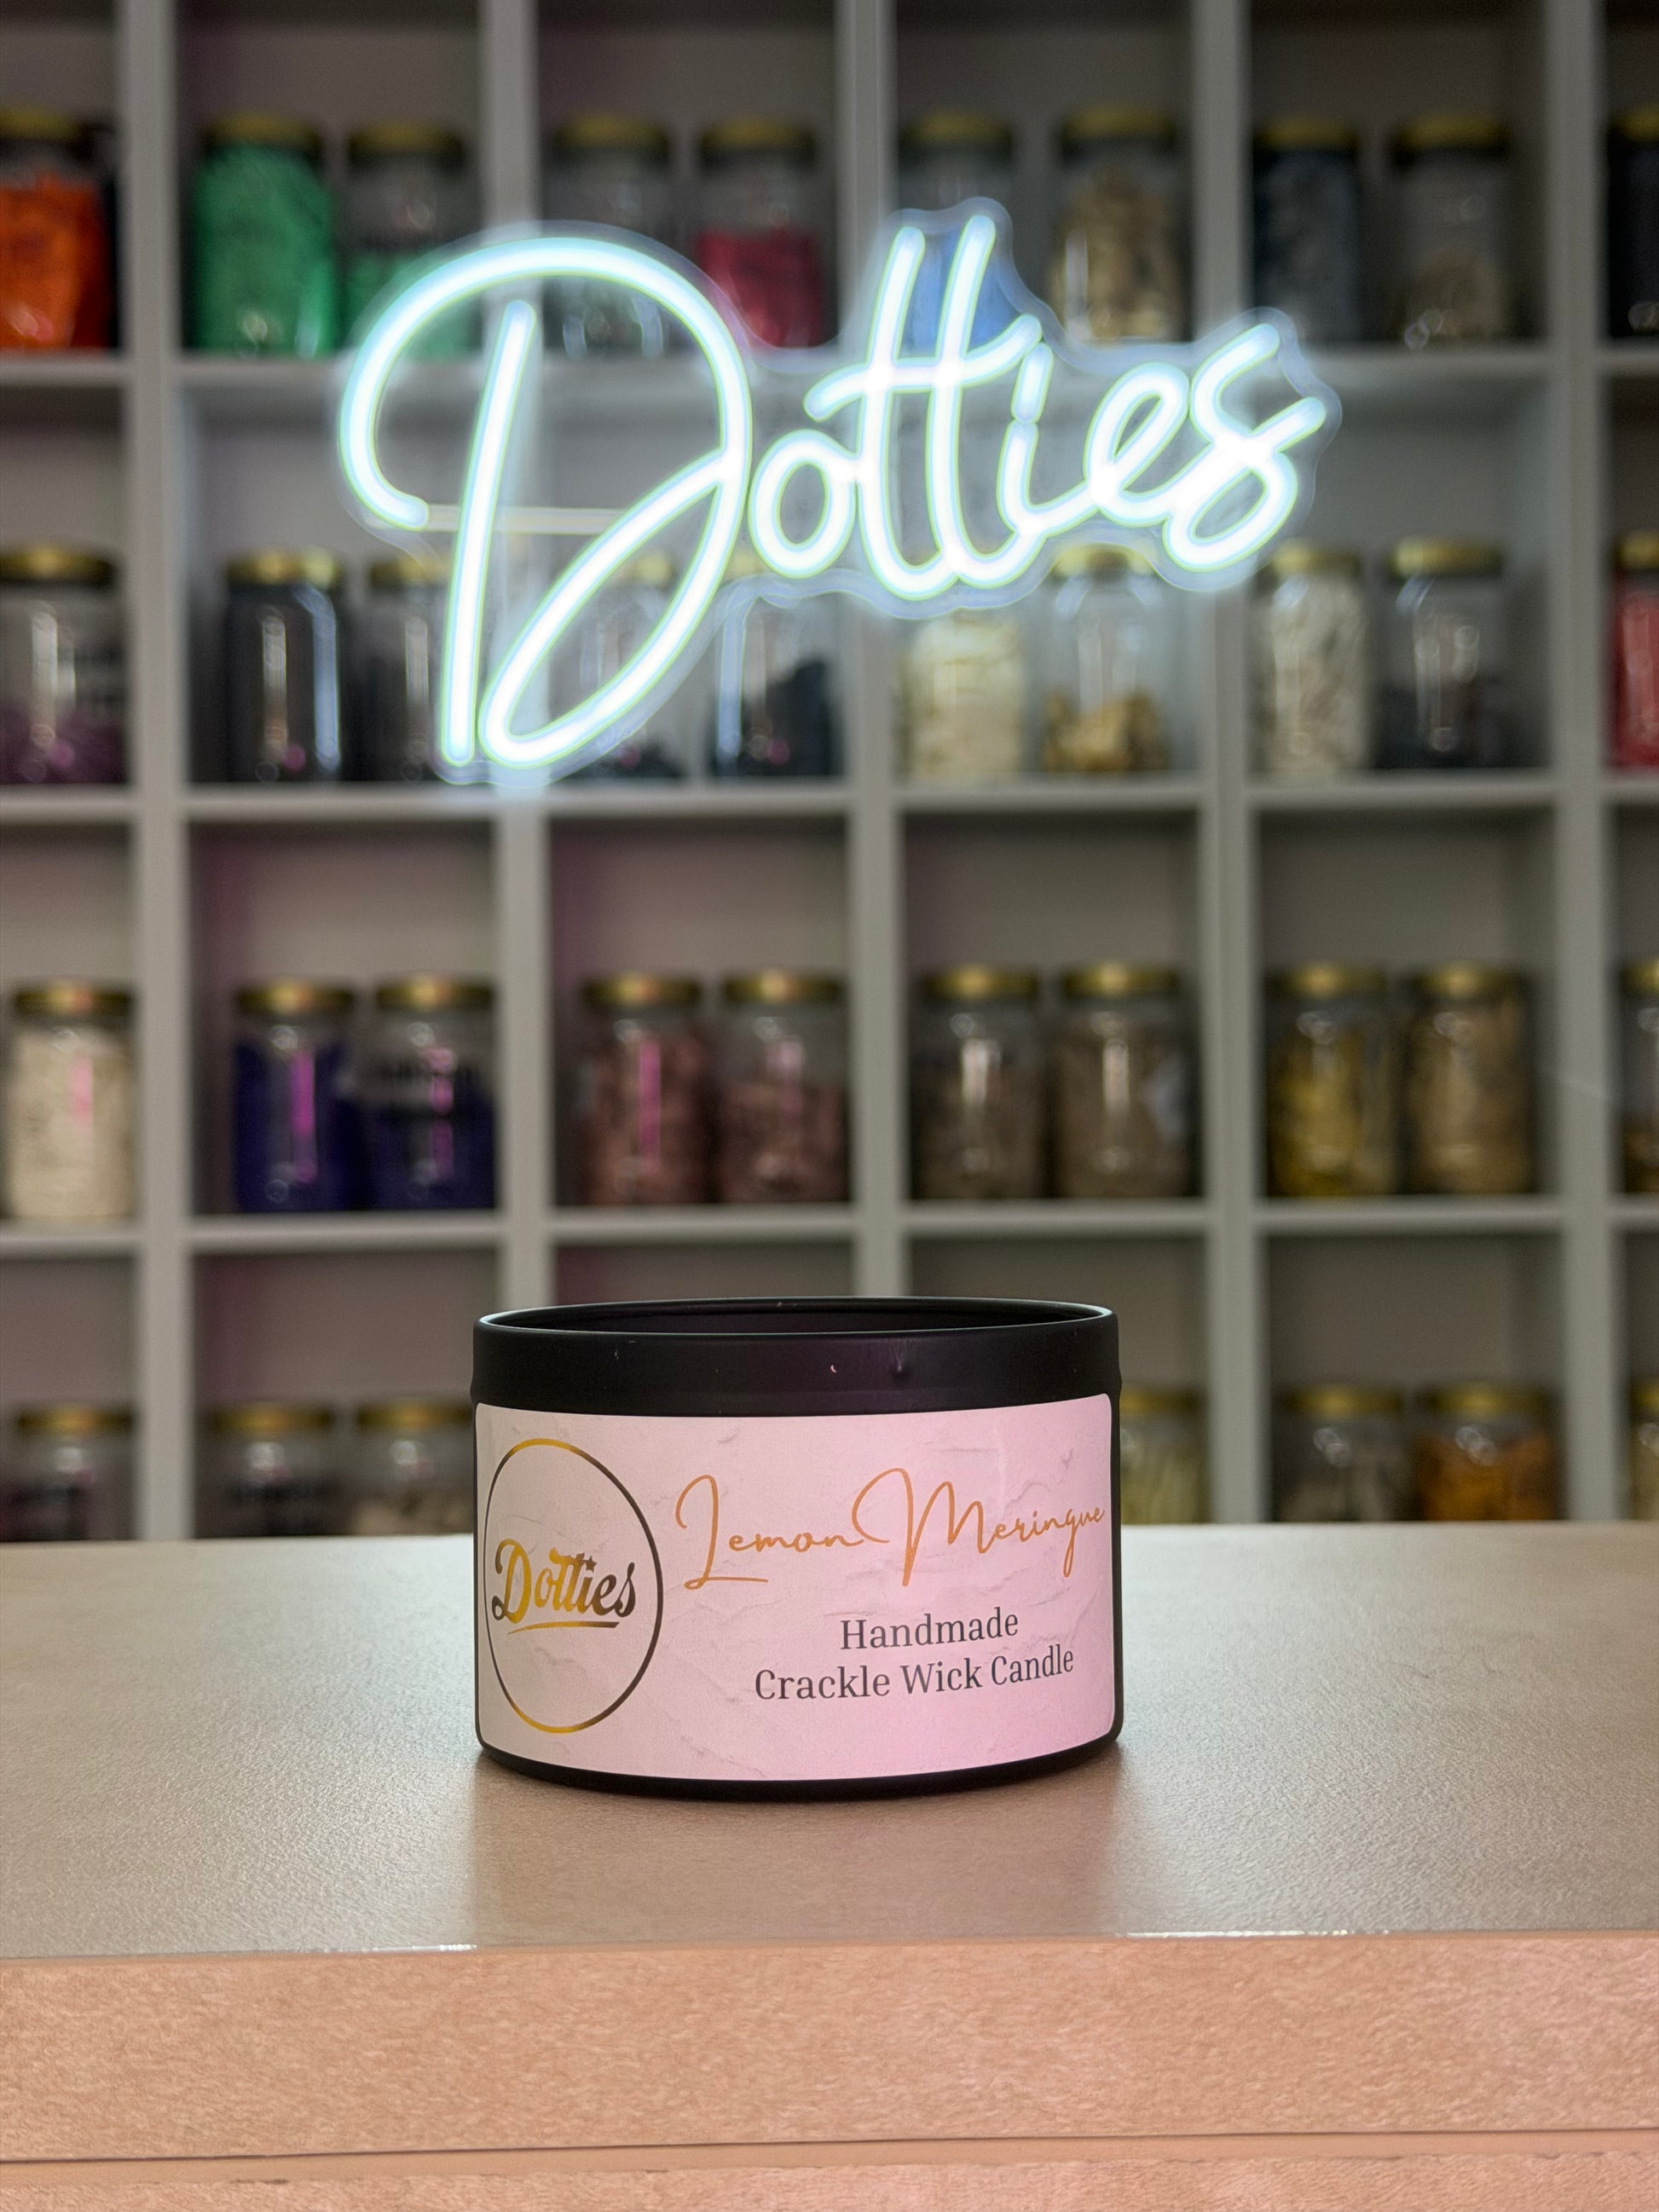 Dotties
Dotties
Lemon Meringue
Handmade
Crackle Wick Candle